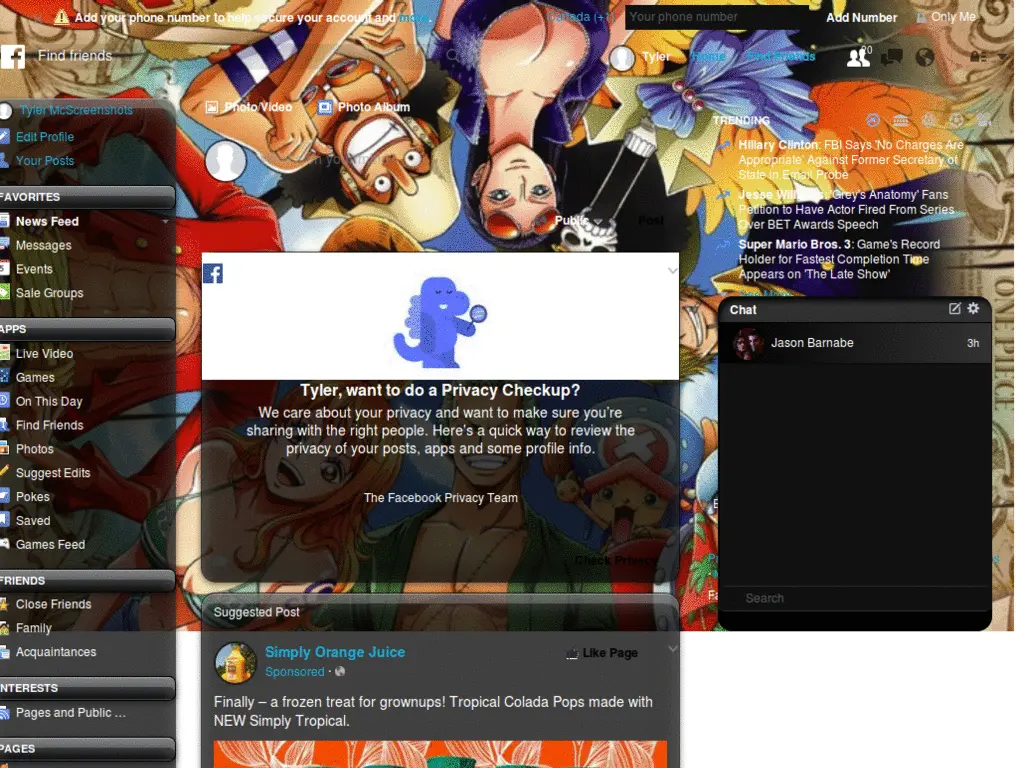 Add your phone number to help secure your account and more.
Canada (+1)
Your phone number
Add Number
Only Me
Find friends
Tyler
Home
Find Friends
20
Tyler McScreenshots
Edit Profile
Your Posts
FAVORITES
News Feed
Messages
Events
Sale Groups
APPS
Live Video
Games
On This Day
Find Friends
Photos
Suggest Edits
Pokes
Saved
Games Feed
FRIENDS
Close Friends
Family
Acquaintances
INTERESTS
Pages and Public ...
PAGES
Photo/Video
Photo Album
Public
Post
Tyler, want to do a Privacy Checkup?
We care about your privacy and want to make sure you're
sharing with the right people. Here's a quick way to review the
privacy of your posts, apps and some profile info.
The Facebook Privacy Team
Check Privacy
Suggested Post
Simply Orange Juice
Sponsored ·
Like Page
Finally – a frozen treat for grownups! Tropical Colada Pops made with
NEW Simply Tropical.
TRENDING
Hillary Clinton: FBI Says 'No Charges Are
Appropriate' Against Former Secretary of
State in Email Probe
Jesse Williams: 'Grey's Anatomy' Fans
Petition to Have Actor Fired From Series
Over BET Awards Speech
Super Mario Bros. 3: Game's Record
Holder for Fastest Completion Time
Appears on 'The Late Show'
See More
Chat
Jason Barnabe
3h
Search
ONE PIECE